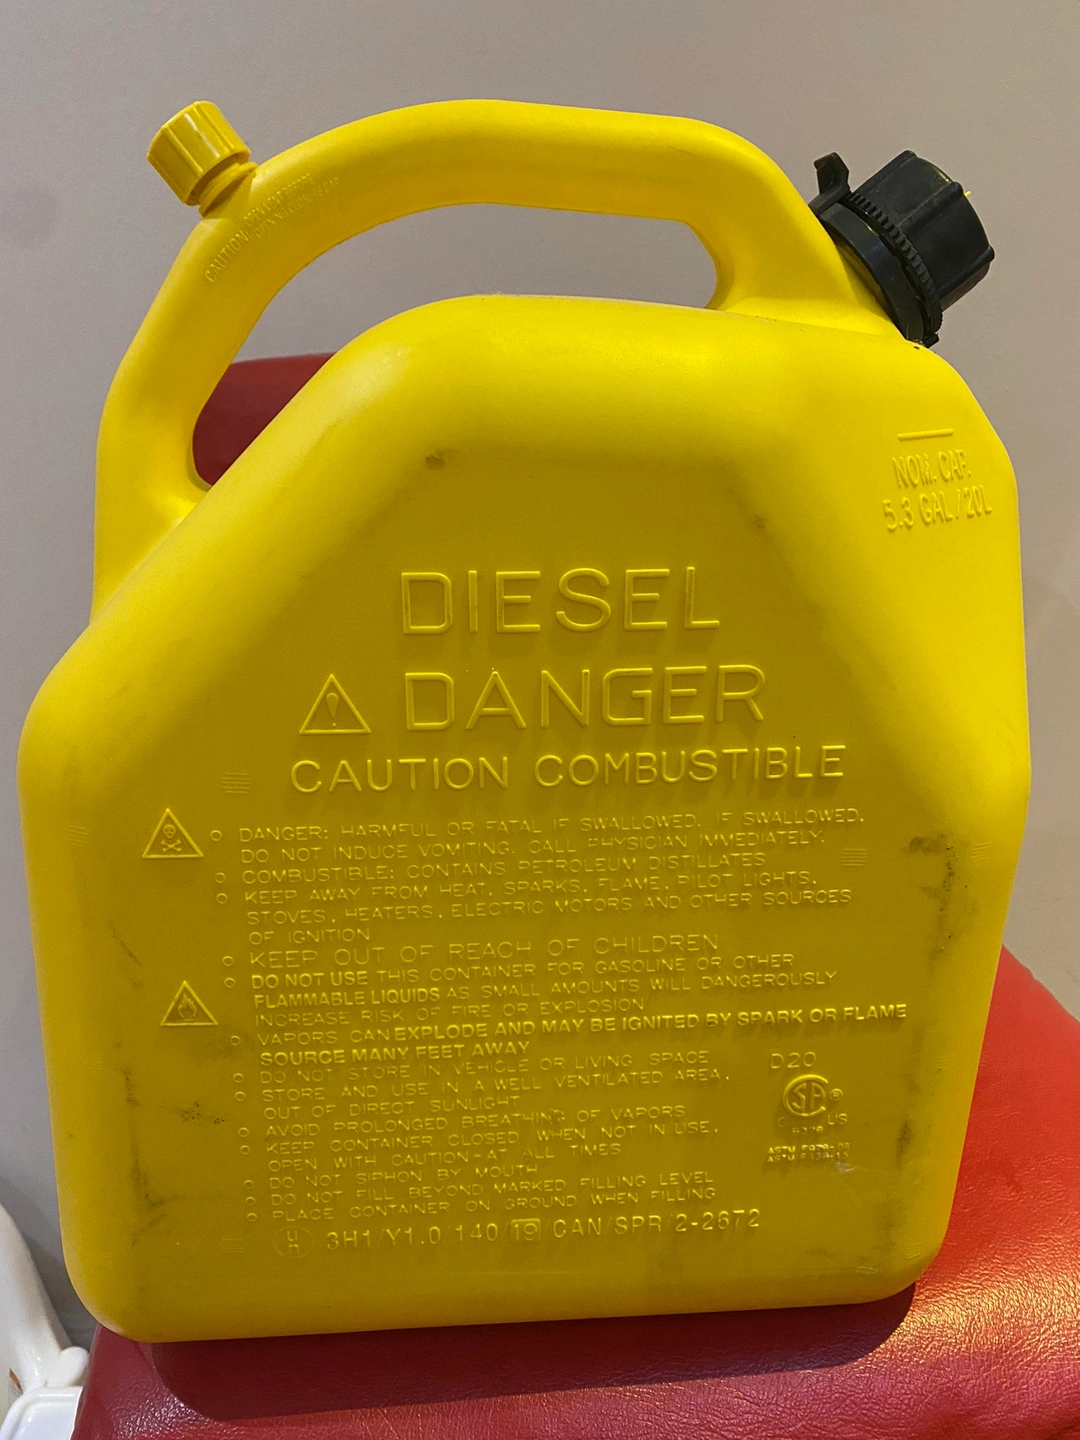 CAUTION
NOM. CAP.
5.3 GAL / 20L
DIESEL
DANGER
CAUTION COMBUSTIBLE
DANGER: HARMFUL OR FATAL IF SWALLOWED. IF SWALLOWED,
DO NOT INDUCE VOMITING. CALL PHYSICIAN IMMEDIATELY.
COMBUSTIBLE: CONTAINS PETROLEUM DISTILLATES
KEEP AWAY FROM HEAT, SPARKS, FLAME, PILOT LIGHTS,
STOVES, HEATERS, ELECTRIC MOTORS AND OTHER SOURCES
OF IGNITION
KEEP OUT OF REACH OF CHILDREN
DO NOT USE THIS CONTAINER FOR GASOLINE OR OTHER
FLAMMABLE LIQUIDS AS SMALL AMOUNTS WILL DANGEROUSLY
INCREASE RISK OF FIRE OR EXPLOSION
VAPORS CAN EXPLODE AND MAY BE IGNITED BY SPARK OR FLAME
SOURCE MANY FEET AWAY
DO NOT STORE IN VEHICLE OR LIVING SPACE
STORE AND USE IN A WELL VENTILATED AREA,
OUT OF DIRECT SUNLIGHT
AVOID PROLONGED BREATHING OF VAPORS
KEEP CONTAINER CLOSED WHEN NOT IN USE.
OPEN WITH CAUTION-AT ALL TIMES
DO NOT SIPHON BY MOUTH
DO NOT FILL BEYOND MARKED FILLING LEVEL
PLACE CONTAINER ON GROUND WHEN FILLING
D20
SA ®
C US
B376
ASTM
UN 3H1/Y1.0 140 19 CAN/SPR/2-2672